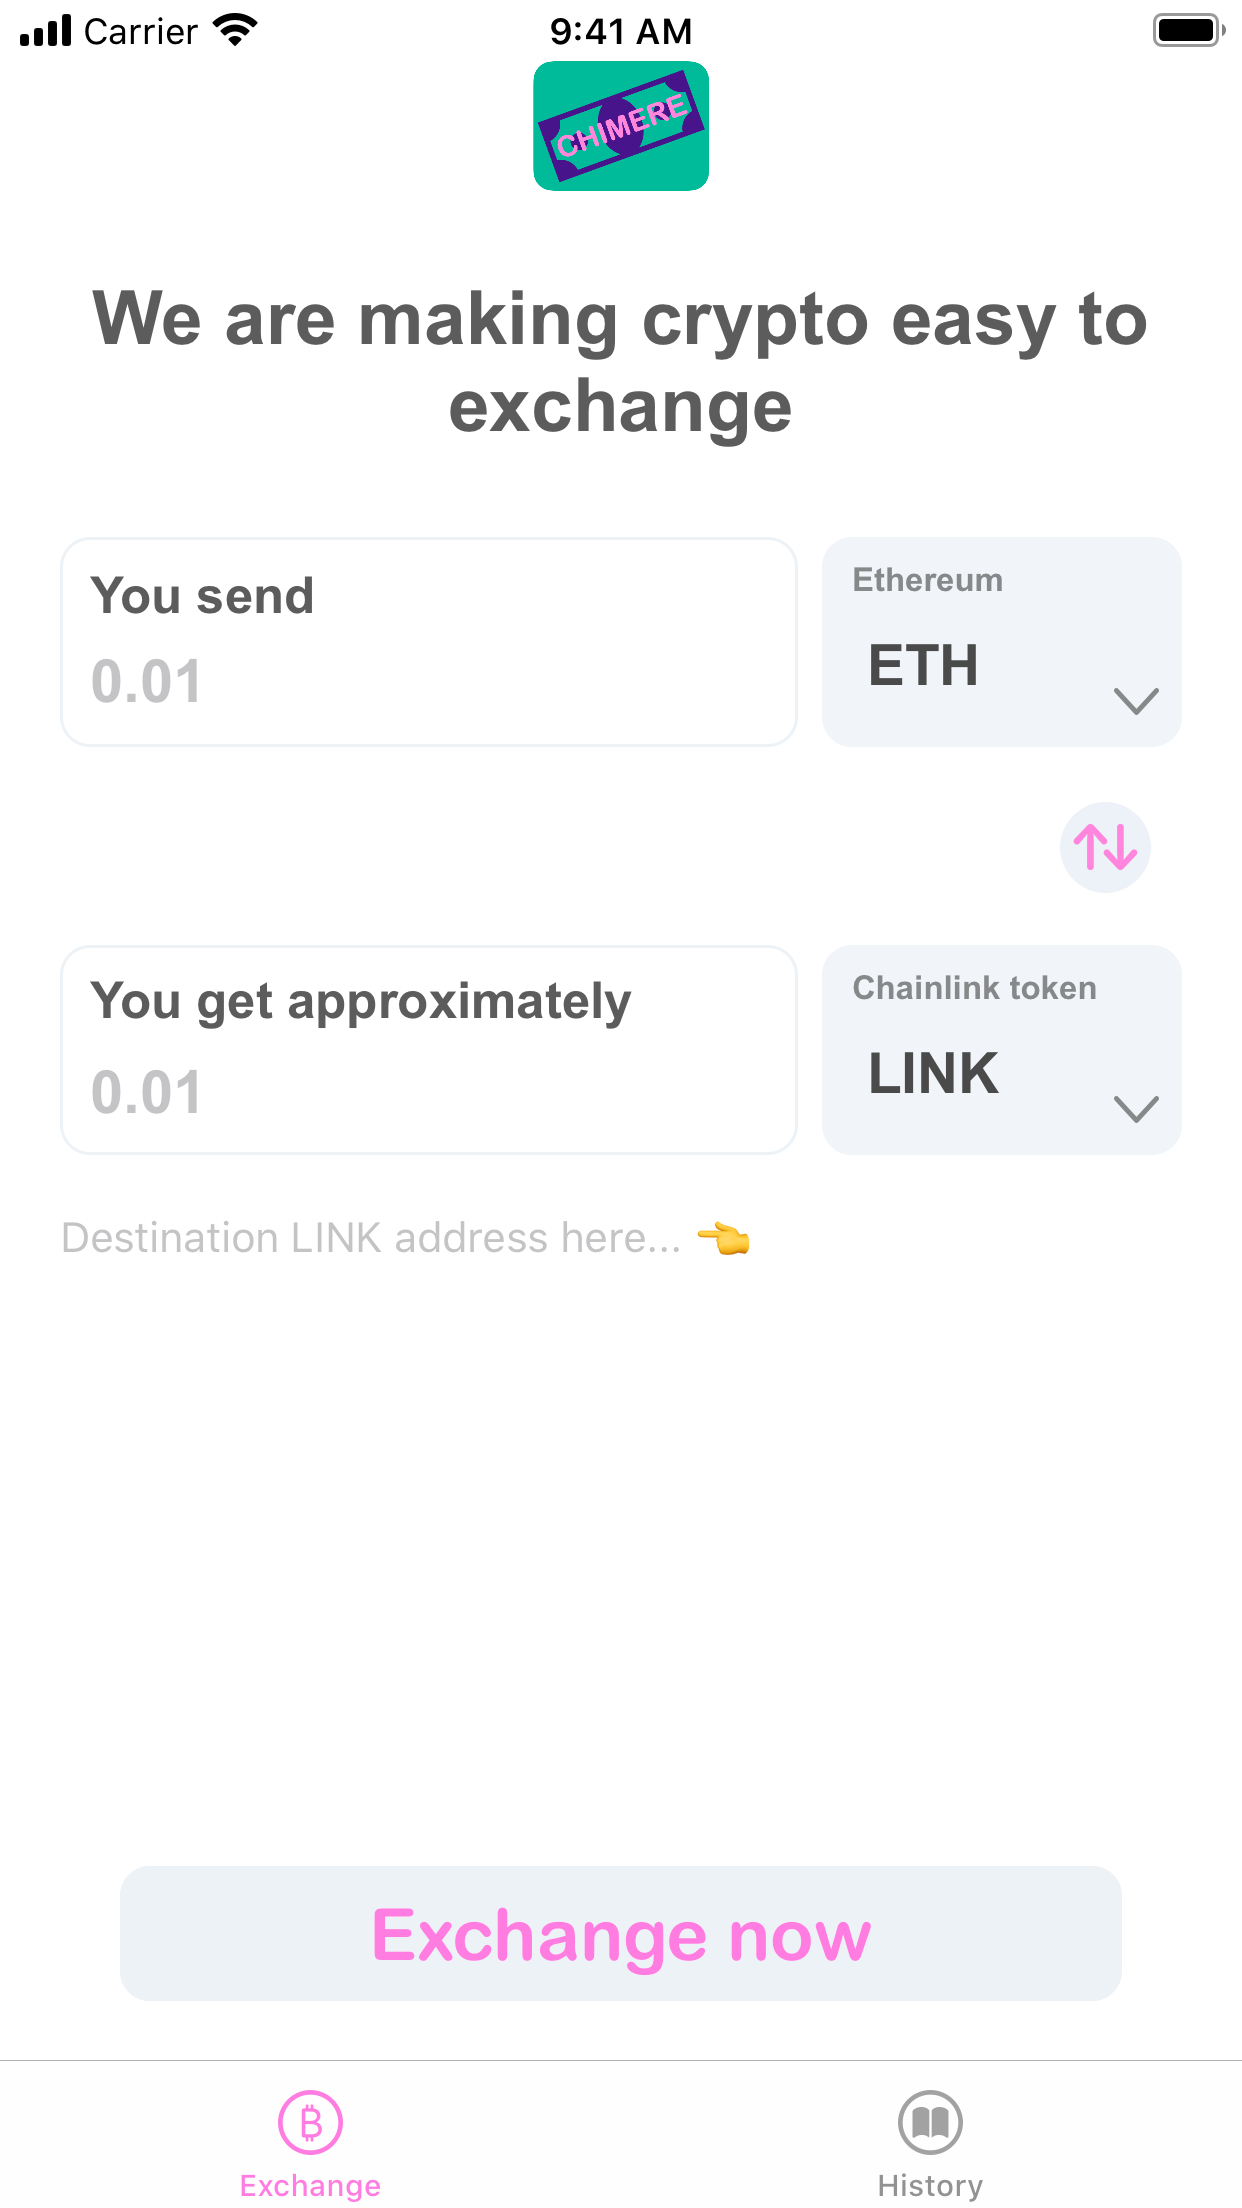 Carrier
9:41 AM
CHIMERE
We are making crypto easy to
exchange
You send
0.01
Ethereum
ETH
You get approximately
0.01
Chainlink token
LINK
Destination LINK address here... 👈
Exchange now
Exchange
History